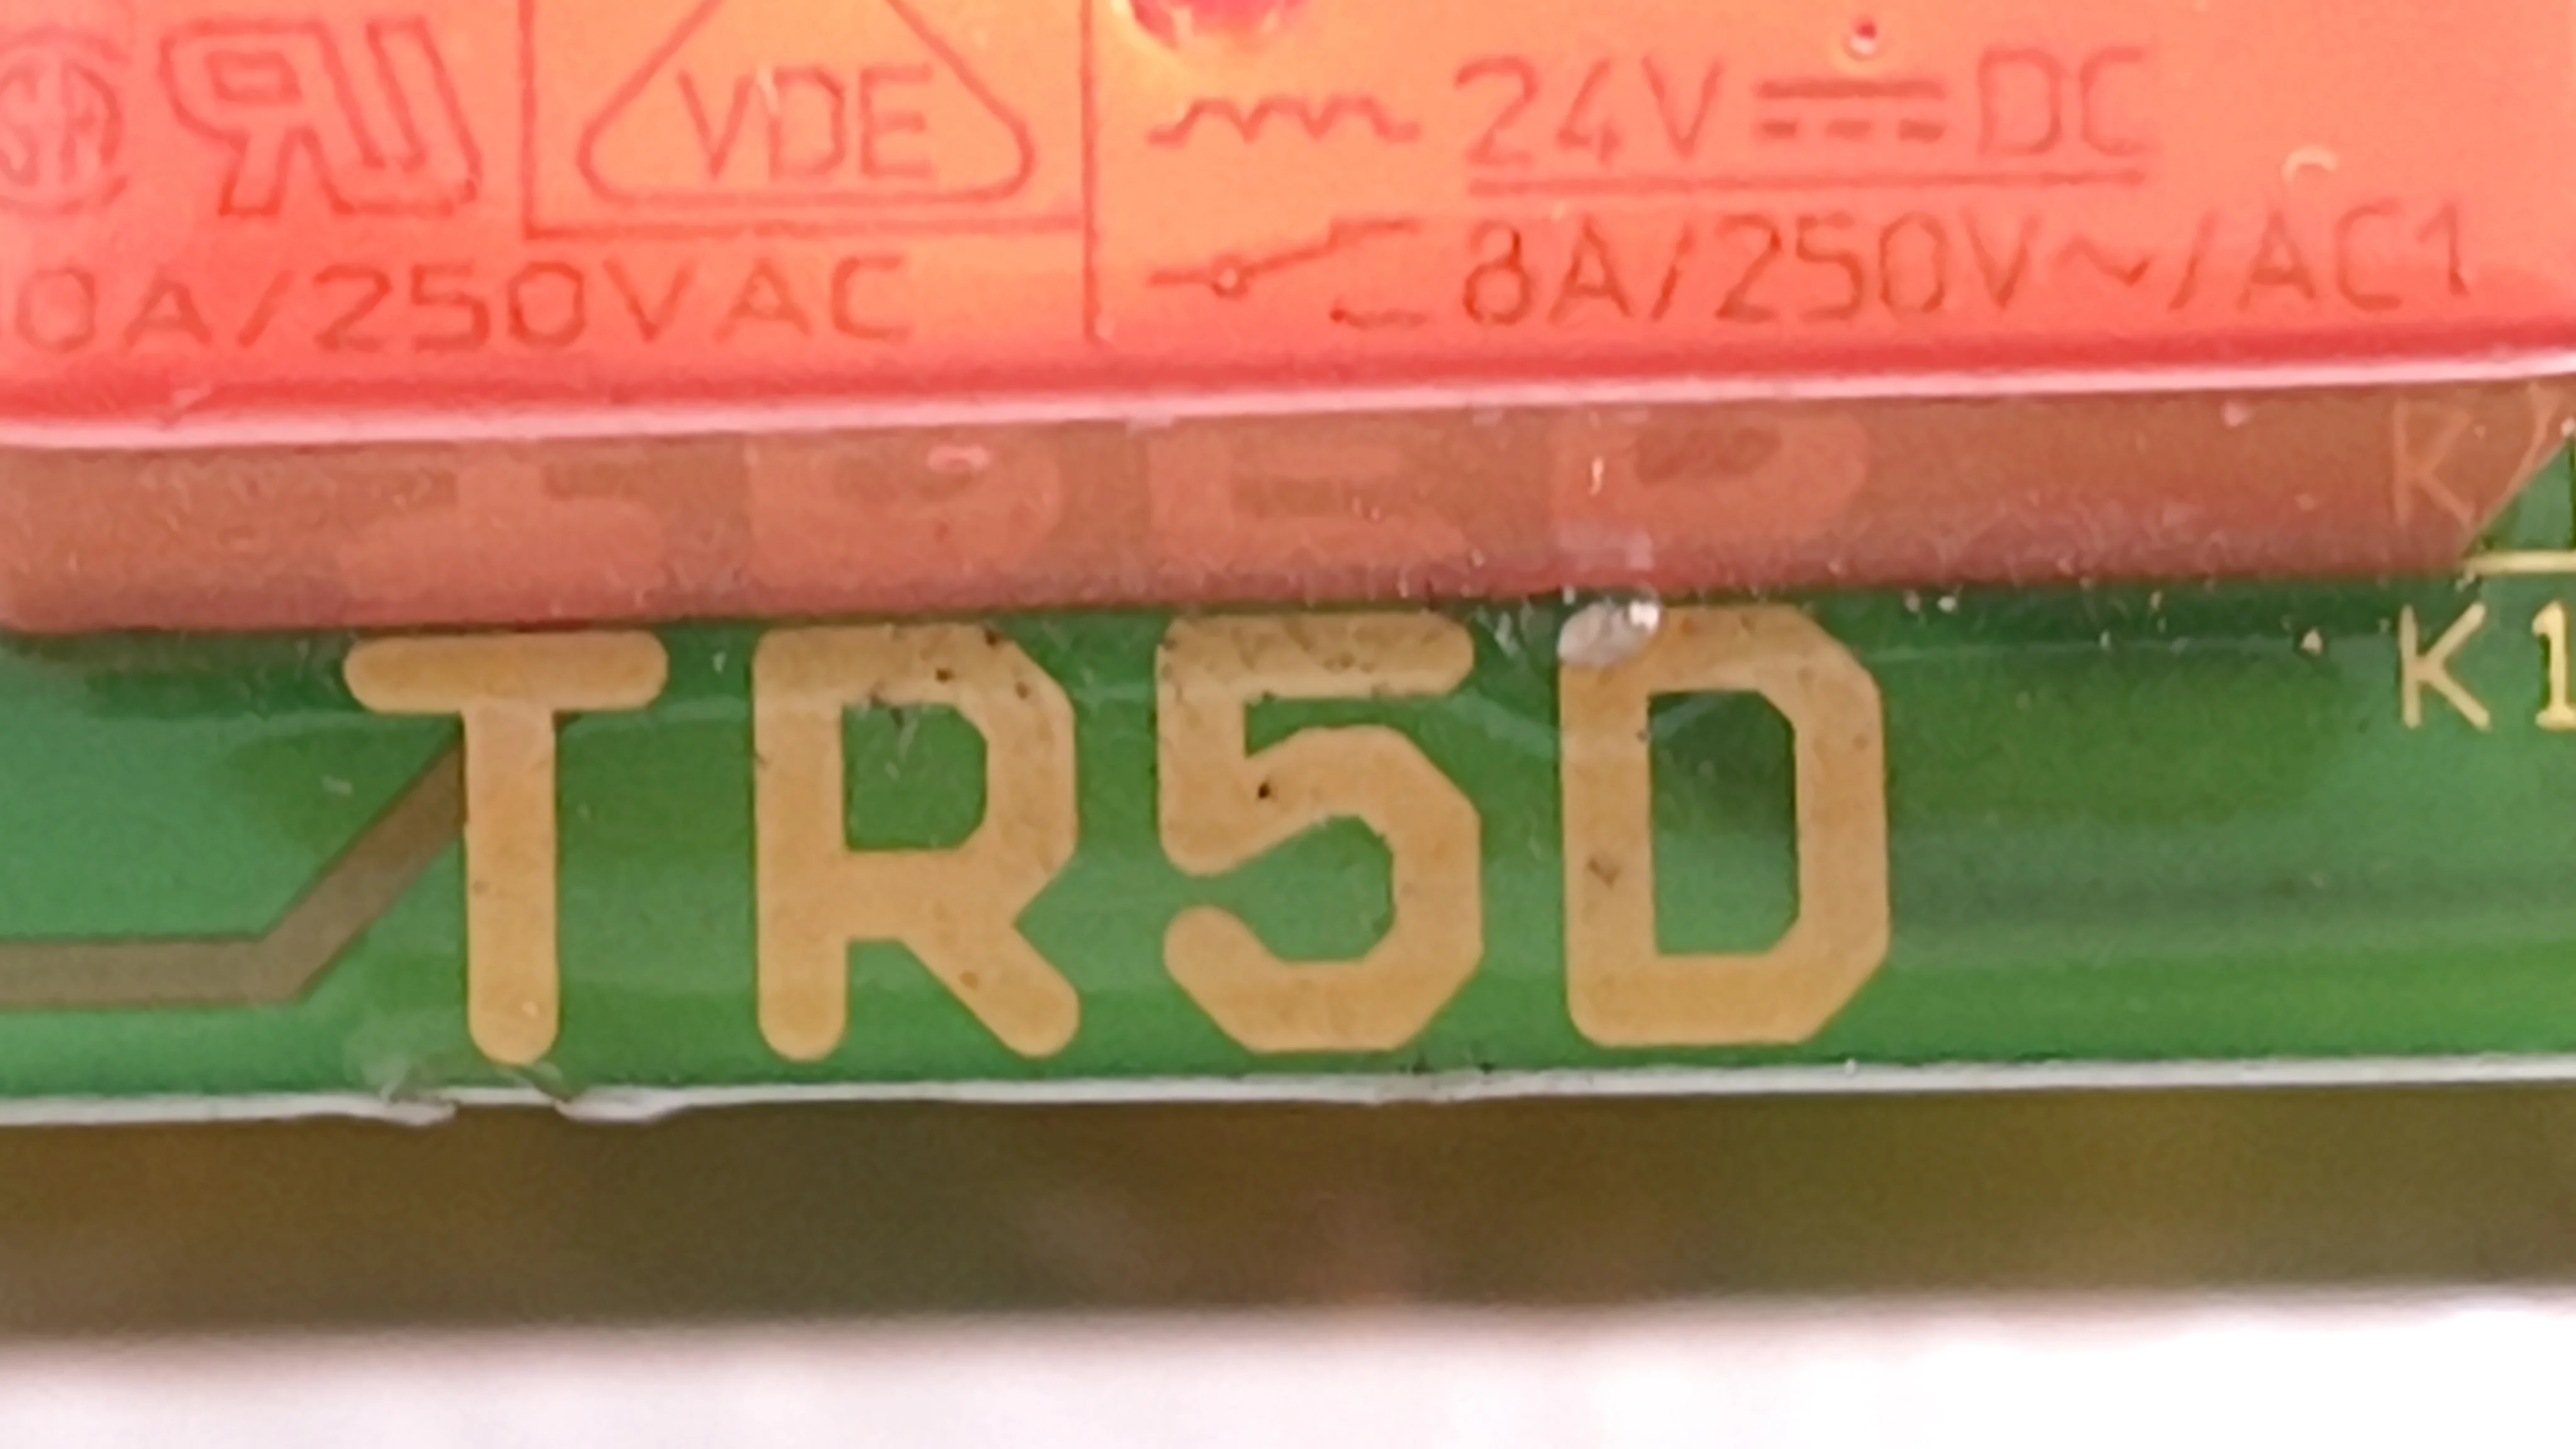 VDE
24V DC
0A/250VAC
8A/250V~/AC1
TR5D
K1